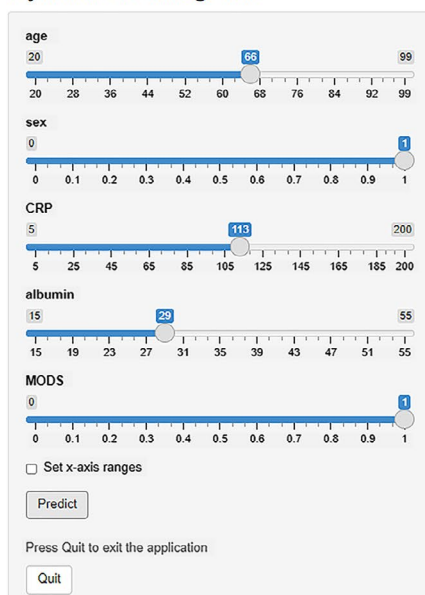 age
20 66 99
20 28 36 44 52 60 68 76 84 92 99
sex
0 1
0 0.1 0.2 0.3 0.4 0.5 0.6 0.7 0.8 0.9 1
CRP
5 113 200
5 25 45 65 85 105 125 145 165 185 200
albumin
15 29 55
15 19 23 27 31 35 39 43 47 51 55
MODS
0 1
0 0.1 0.2 0.3 0.4 0.5 0.6 0.7 0.8 0.9 1
Set x-axis ranges
Predict
Press Quit to exit the application
Quit